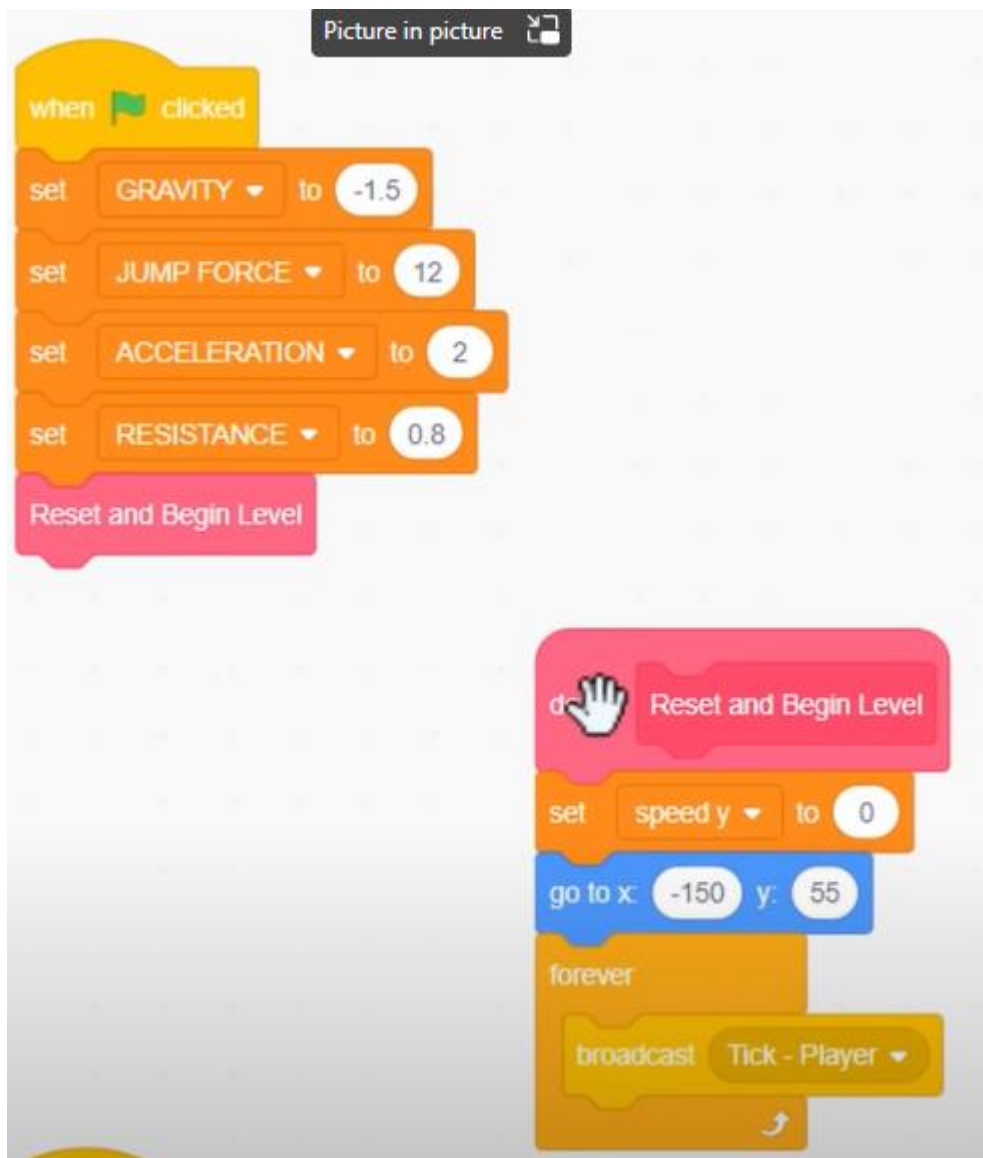 Picture in picture
when clicked
set GRAVITY to -1.5
set JUMP FORCE to 12
set ACCELERATION to 2
set RESISTANCE to 0.8
Reset and Begin Level
Reset and Begin Level
set speed y to 0
go to x: -150 y: 55
forever
broadcast Tick - Player